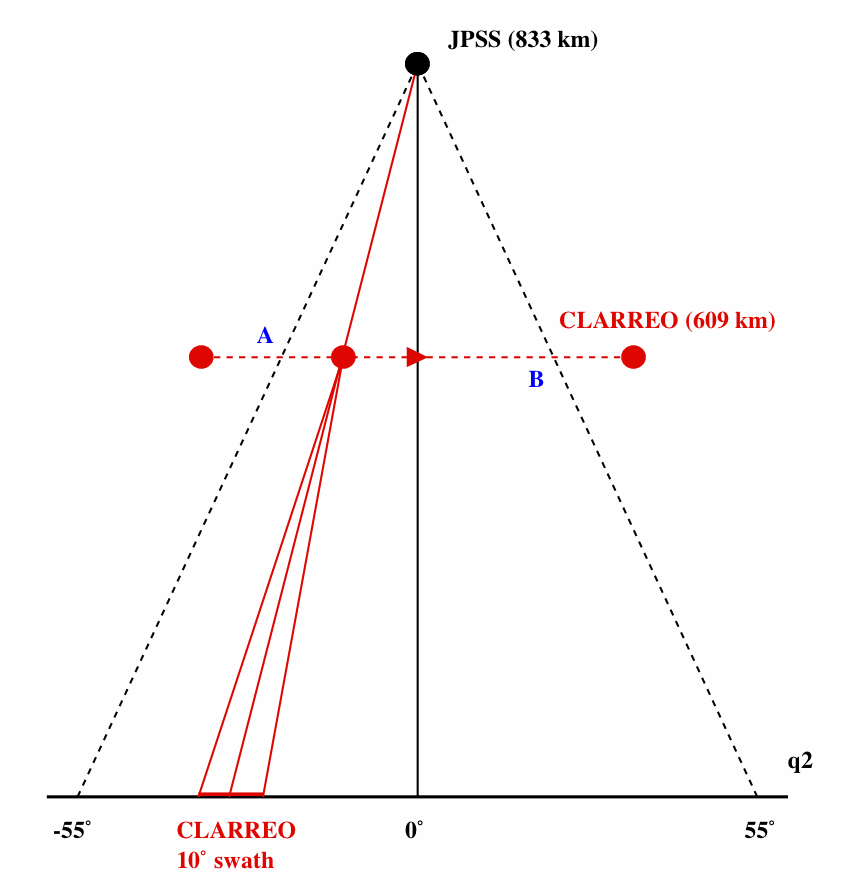 JPSS (833 km)
CLARREO (609 km)
A
B
q2
-55˚
CLARREO
10˚ swath
0˚
55˚